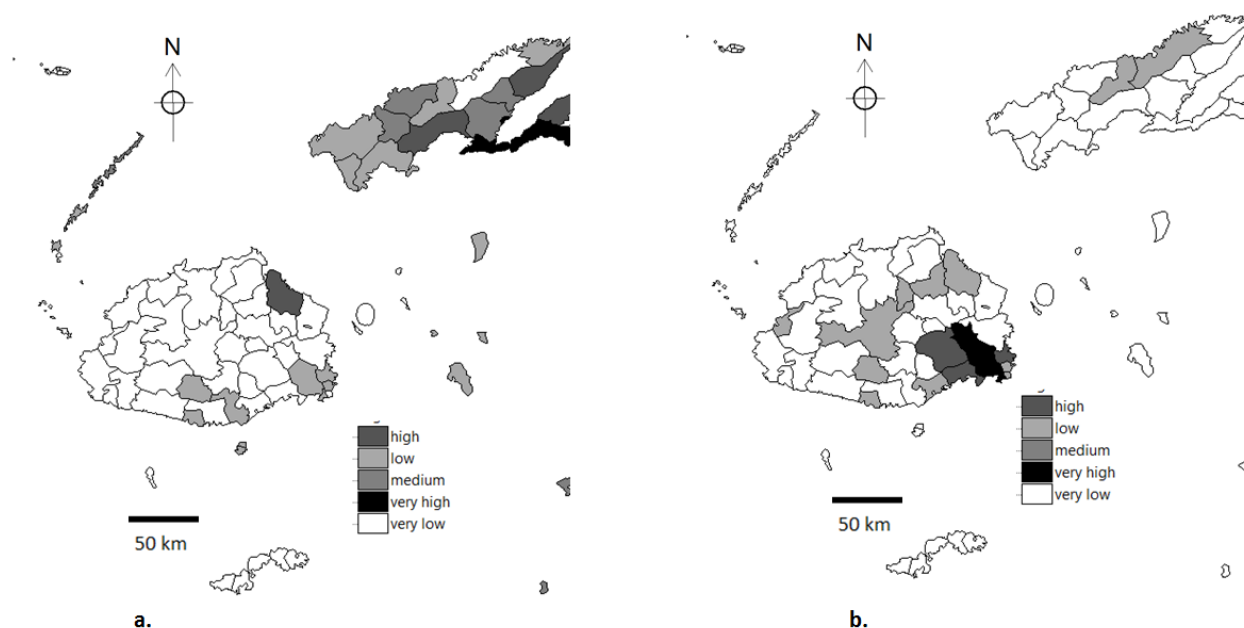 N
high
low
medium
very high
very low
50 km
a.
N
high
low
medium
very high
very low
50 km
b.